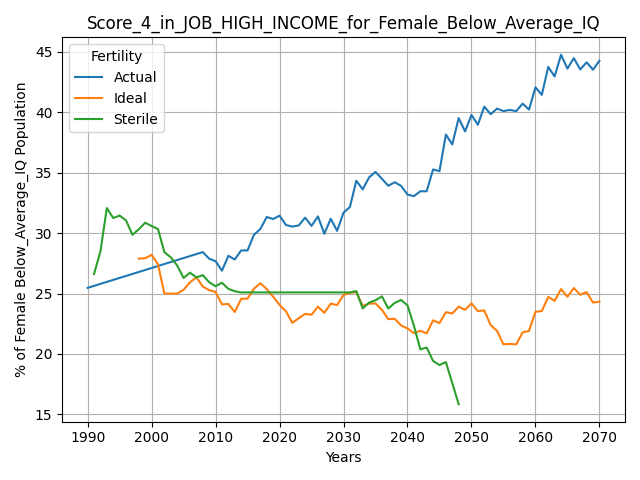 Score_4_in_JOB_HIGH_INCOME_for_Female_Below_Average_IQ
% of Female Below_Average_IQ Population
45
40
35
30
25
20
15
Fertility
Actual
Ideal
Sterile
1990 2000 2010 2020 2030 2040 2050 2060 2070
Years